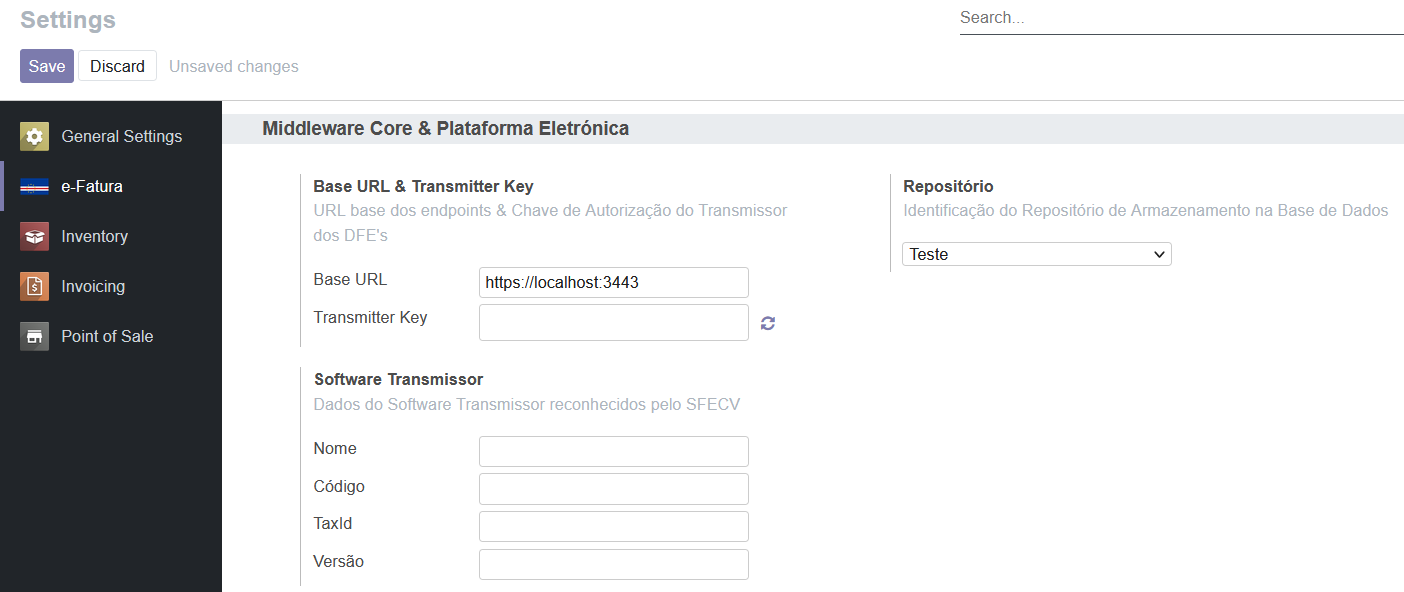 Settings
Search...
Save
Discard
Unsaved changes
General Settings
e-Fatura
Inventory
Invoicing
Point of Sale
Middleware Core & Plataforma Eletrónica
Base URL & Transmitter Key
URL base dos endpoints & Chave de Autorização do Transmissor
dos DFE's
Base URL
https://localhost:3443
Transmitter Key
Repositório
Identificação do Repositório de Armazenamento na Base de Dados
Teste
Software Transmissor
Dados do Software Transmissor reconhecidos pelo SFECV
Nome
Código
TaxId
Versão